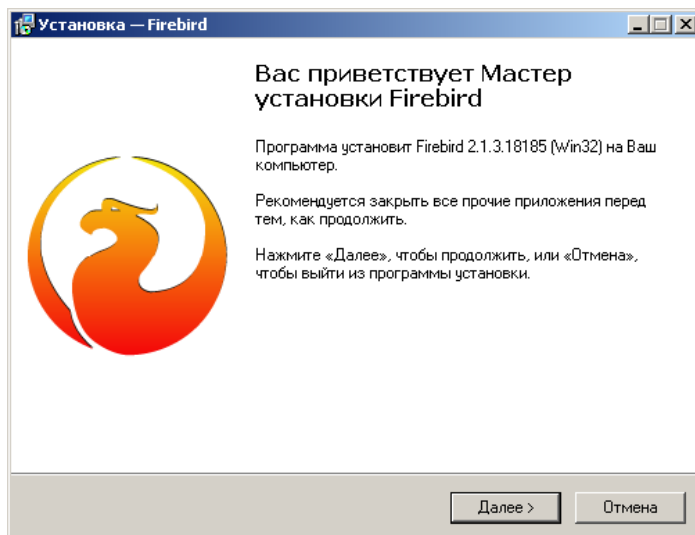 Установка — Firebird
Вас приветствует Мастер
установки Firebird
Программа установит Firebird 2.1.3.18185 (Win32) на Ваш
компьютер.
Рекомендуется закрыть все прочие приложения перед
тем, как продолжить.
Нажмите «Далее», чтобы продолжить, или «Отмена»,
чтобы выйти из программы установки.
Далее >
Отмена